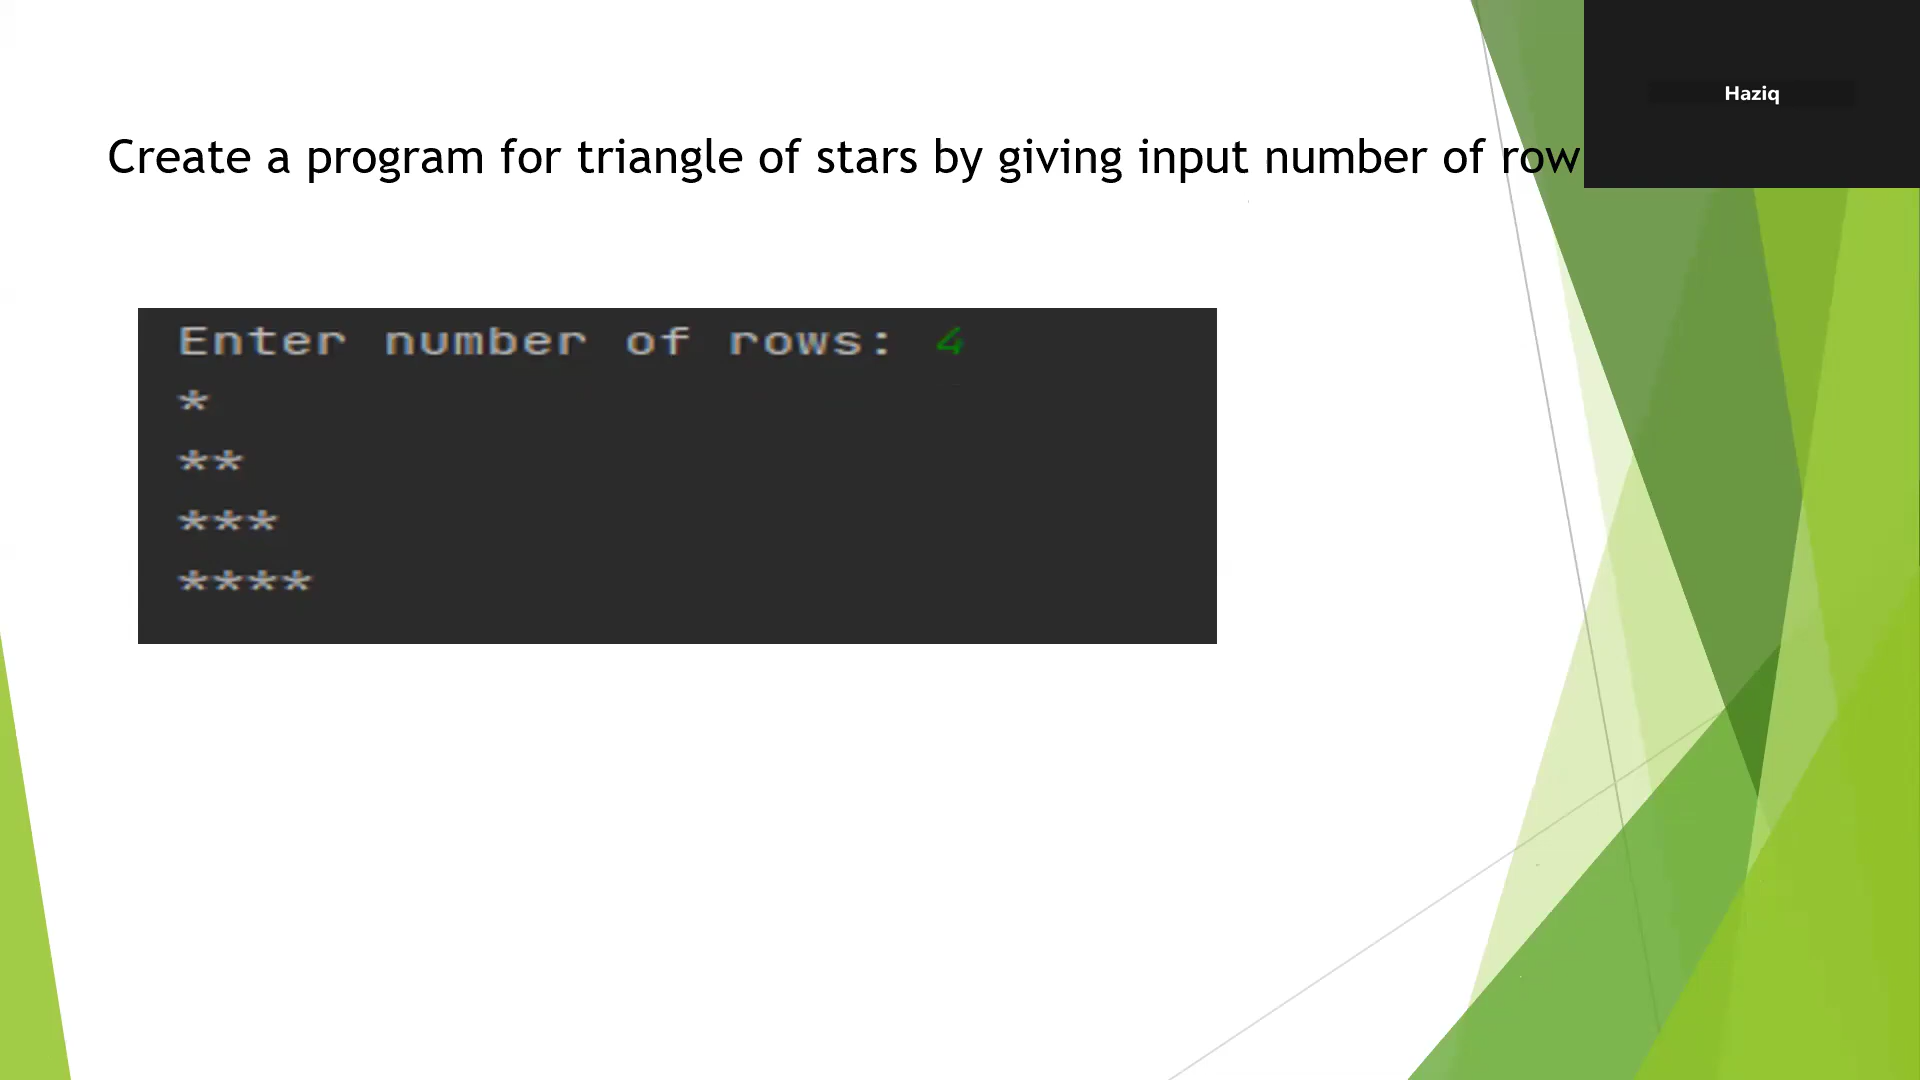 Haziq
Create a program for triangle of stars by giving input number of row
Enter number of rows: 4
*
**
***
****